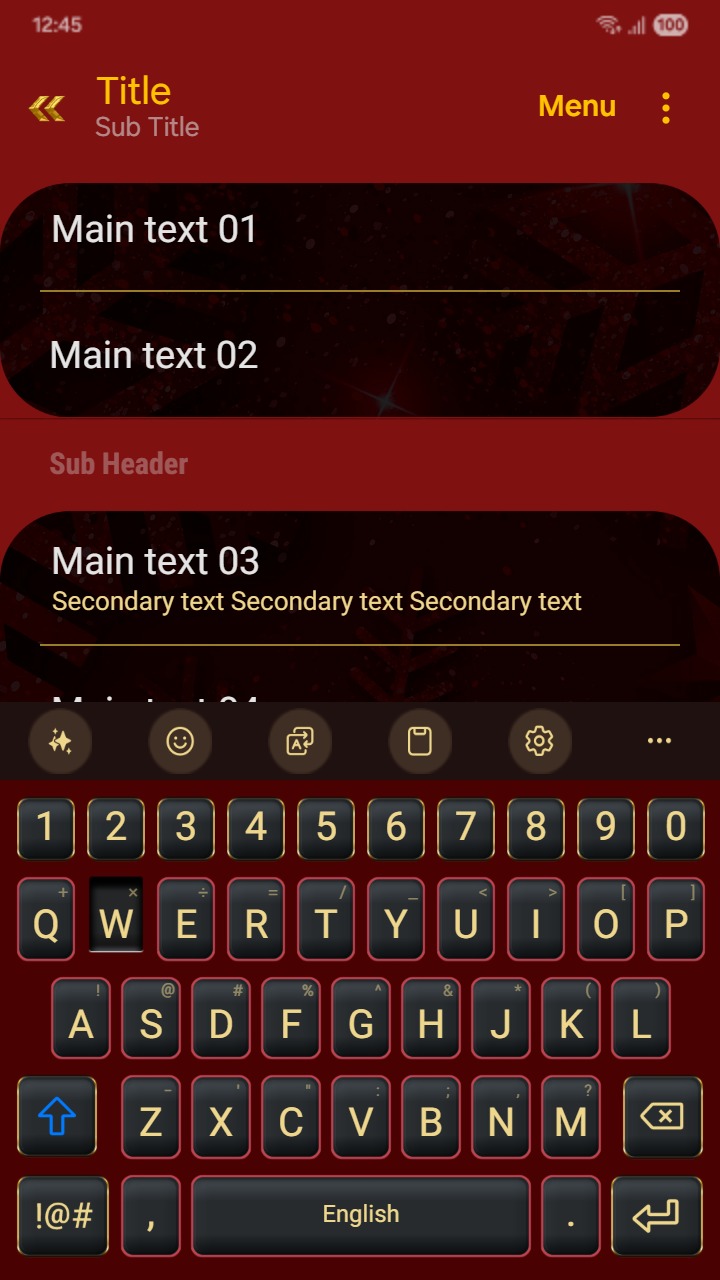 12:45
100
Title
Menu
Sub Title
Main text 01
Main text 02
Sub Header
Main text 03
Secondary text Secondary text Secondary text
1 2 3 4 5 6 7 8 9 0
+ × ÷ = / _ < > [ ]
Q W E R T Y U I O P
! @ # % ^ & * ( )
A S D F G H J K L
- ' " : ; , ?
Z X C V B N M
!@# , English .